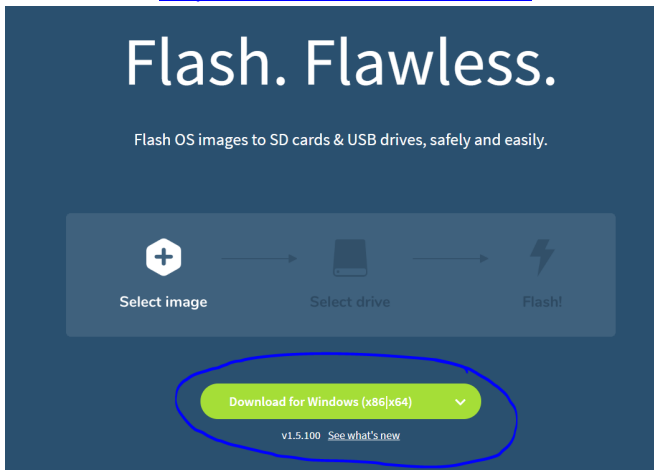 Flash. Flawless.
Flash OS images to SD cards & USB drives, safely and easily.
Select image
Select drive
Flash!
Download for Windows (x86|x64)
v1.5.100 See what's new